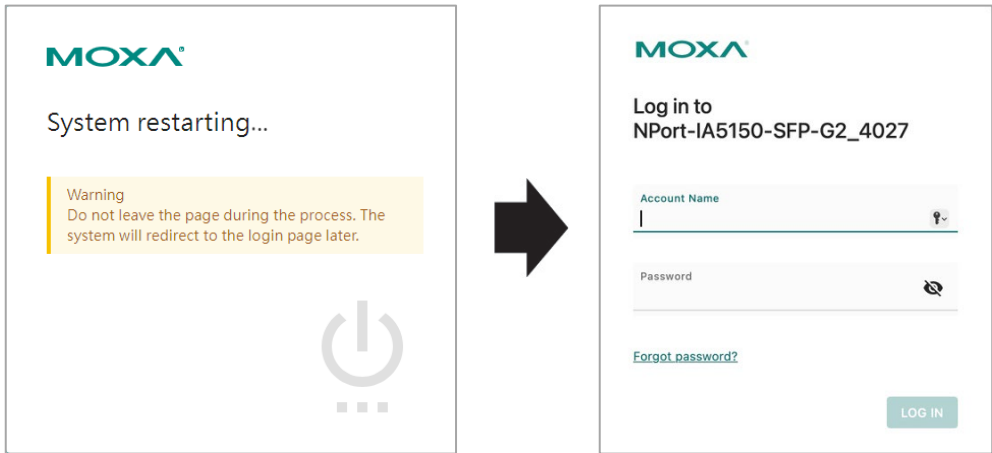 MOXA®
System restarting...
Warning
Do not leave the page during the process. The
system will redirect to the login page later.
MOXA®
Log in to
NPort-IA5150-SFP-G2_4027
Account Name
Password
Forgot password?
LOG IN